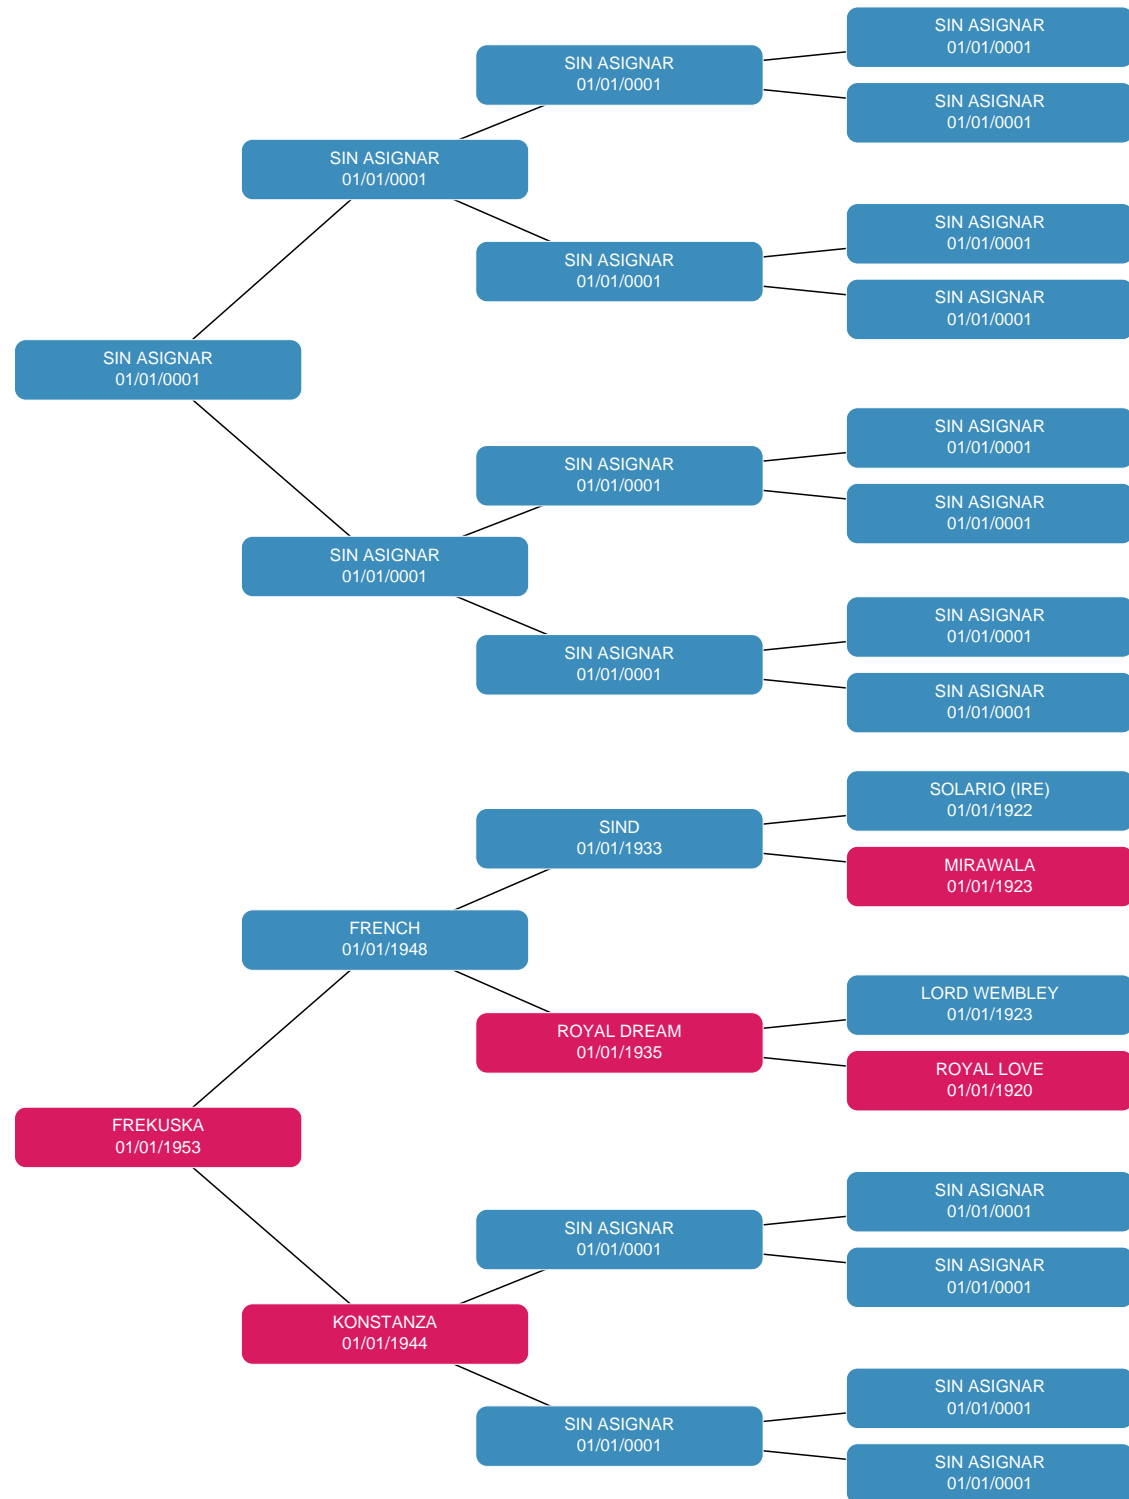 SIN ASIGNAR
01/01/0001
SIN ASIGNAR
01/01/0001
SIN ASIGNAR
01/01/0001
SIN ASIGNAR
01/01/0001
SIN ASIGNAR
01/01/0001
SIN ASIGNAR
01/01/0001
SIN ASIGNAR
01/01/0001
SIN ASIGNAR
01/01/0001
SIN ASIGNAR
01/01/0001
SIN ASIGNAR
01/01/0001
SIN ASIGNAR
01/01/0001
SIN ASIGNAR
01/01/0001
SIN ASIGNAR
01/01/0001
SIN ASIGNAR
01/01/0001
SIN ASIGNAR
01/01/0001
SOLARIO (IRE)
01/01/1922
SIND
01/01/1933
MIRAWALA
01/01/1923
FRENCH
01/01/1948
LORD WEMBLEY
01/01/1923
ROYAL DREAM
01/01/1935
ROYAL LOVE
01/01/1920
FREKUSKA
01/01/1953
SIN ASIGNAR
01/01/0001
SIN ASIGNAR
01/01/0001
SIN ASIGNAR
01/01/0001
KONSTANZA
01/01/1944
SIN ASIGNAR
01/01/0001
SIN ASIGNAR
01/01/0001
SIN ASIGNAR
01/01/0001